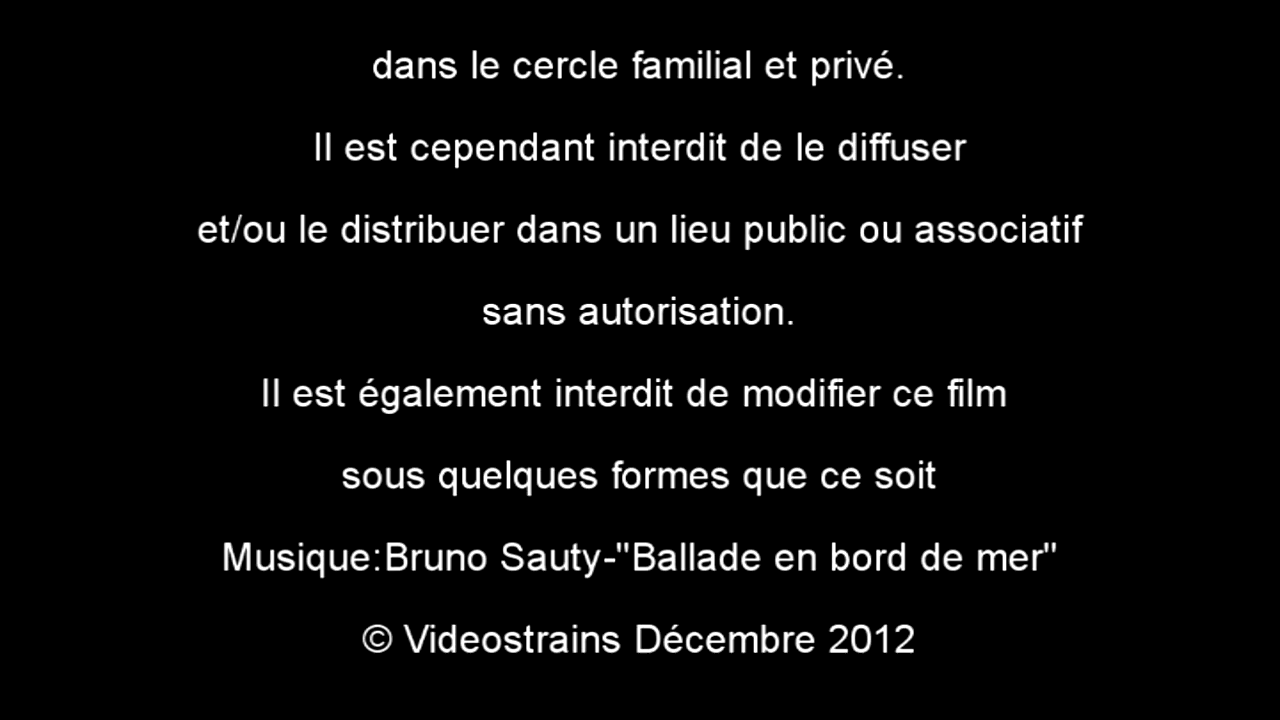 dans le cercle familial et privé.
Il est cependant interdit de le diffuser
et/ou le distribuer dans un lieu public ou associatif
sans autorisation.
Il est également interdit de modifier ce film
sous quelques formes que ce soit
Musique:Bruno Sauty-"Ballade en bord de mer"
© Videostrains Décembre 2012